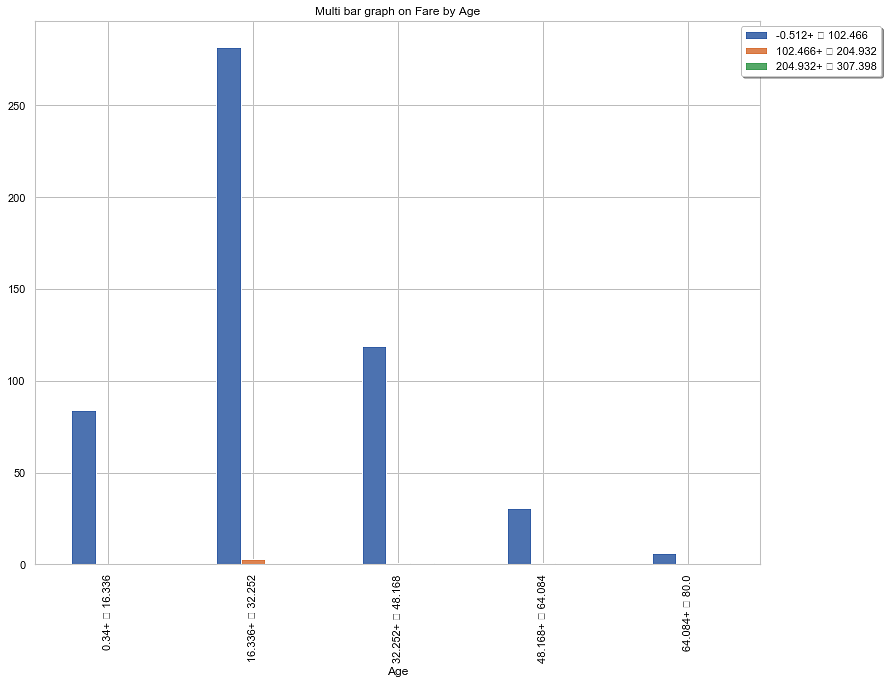 Multi bar graph on Fare by Age
-0.512+ □ 102.466
102.466+ □ 204.932
204.932+ □ 307.398
250
200
150
100
50
0
0.34+ □ 16.336
16.336+ □ 32.252
32.252+ □ 48.168
48.168+ □ 64.084
64.084+ □ 80.0
Age